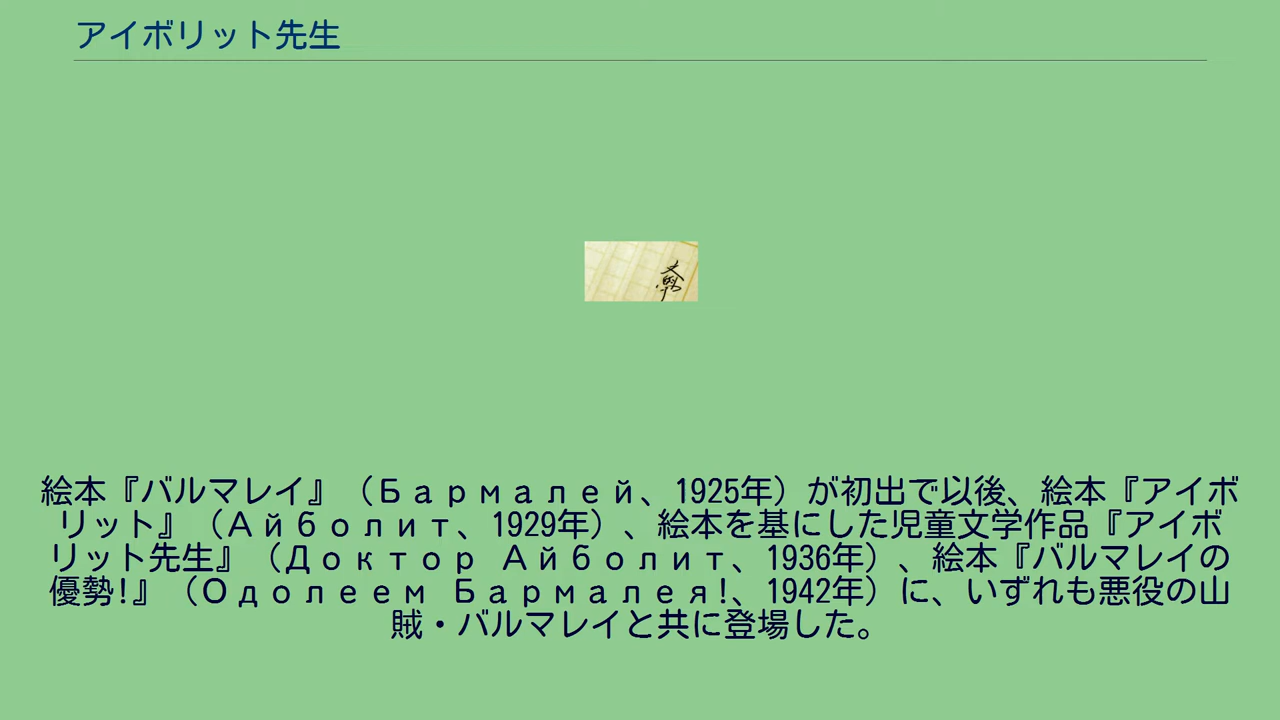 アイボリット先生
絵本『バルマレイ』（Бармалей、1925年）が初出で以後、絵本『アイボ
リット』（Айболит、1929年）、絵本を基にした児童文学作品『アイボ
リット先生』（Доктор Айболит、1936年）、絵本『バルマレイの
優勢!』（Одолеем Бармалея!、1942年）に、いずれも悪役の山
賊・バルマレイと共に登場した。